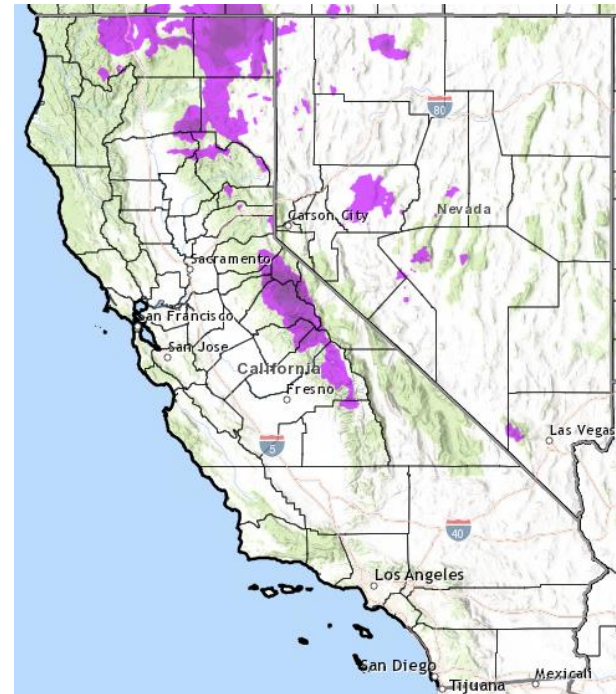 80
Carson City
Nevada
Sacramento
San Francisco
San Jose
California
Fresno
Las Vegas
5
40
Los Angeles
San Diego
Tijuana
Mexicali